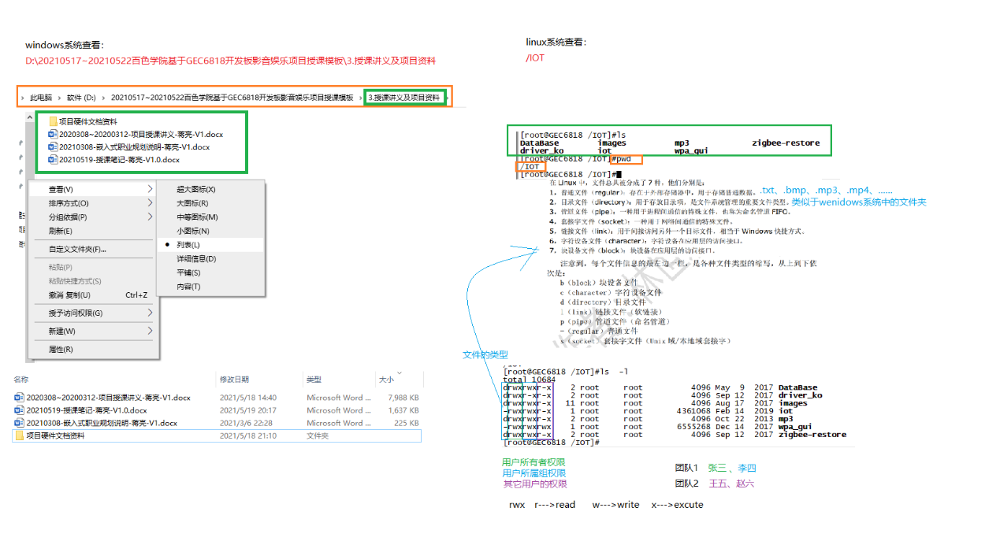 windows系统查看：
D:\20210517~20210522百色学院基于GEC6818开发板影音娱乐项目授课模板\3.授课讲义及项目资料
› 此电脑 › 软件 (D:) › 20210517~20210522百色学院基于GEC6818开发板影音娱乐项目授课模板 › 3.授课讲义及项目资料
项目硬件文档资料
2020308~20200312-项目授课讲义-蒋亮-V1.docx
20210308-嵌入式职业规划说明-蒋亮-V1.docx
20210519-授课笔记-蒋亮-V1.0.docx
查看(V)
排序方式(O)
分组依据(P)
刷新(E)
自定义文件夹(F)...
粘贴(P)
粘贴快捷方式(S)
撤消 复制(U) Ctrl+Z
授予访问权限(G)
新建(W)
属性(R)
超大图标(X)
大图标(R)
中等图标(M)
小图标(N)
列表(L)
详细信息(D)
平铺(S)
内容(T)
名称 修改日期 类型 大小
2020308~20200312-项目授课讲义-蒋亮-V1.docx 2021/5/18 14:40 Microsoft Word ... 7,988 KB
20210519-授课笔记-蒋亮-V1.0.docx 2021/5/19 20:17 Microsoft Word ... 1,637 KB
20210308-嵌入式职业规划说明-蒋亮-V1.docx 2021/3/6 22:28 Microsoft Word ... 225 KB
项目硬件文档资料 2021/5/18 21:10 文件夹
linux系统查看：
/IOT
[root@GEC6818 /IOT]#ls
DataBase images mp3 zigbee-restore
driver_ko iot wpa_gui
[root@GEC6818 /IOT]#pwd
/IOT
[root@GEC6818 /IOT]#
在 Linux 中，文件总共被分成了 7 种，他们分别是：
1，普通文件（regular）：存在于外部存储器中，用于存储普通数据。 .txt、.bmp、.mp3、.mp4、......
2，目录文件（directory）：用于存放目录项，是文件系统管理的重要文件类型。 类似于wenidows系统中的文件夹
3，管道文件（pipe）：一种用于进程间通信的特殊文件，也称为命名管道 FIFO。
4，套接字文件（socket）：一种用于网络间通信的特殊文件。
5，链接文件（link）：用于间接访问另外一个目标文件，相当于 Windows 快捷方式。
6，字符设备文件（character）：字符设备在应用层的访问接口。
7，块设备文件（block）：块设备在应用层的访问接口。
注意到，每个文件信息的最左边一栏，是各种文件类型的缩写，从上到下依
次是：
b（block）块设备文件
c（character）字符设备文件
d（directory）目录文件
l（link）链接文件（软链接）
p（pipe）管道文件（命名管道）
-（regular）普通文件
s（socket）套接字文件（Unix 域/本地域套接字）
文件的类型
[root@GEC6818 /IOT]#ls -l
total 10684
drwxrwxr-x 2 root root 4096 May 9 2017 DataBase
drwxrwxr-x 2 root root 4096 Sep 12 2017 driver_ko
drwxrwxr-x 11 root root 4096 Aug 17 2017 images
-rwxrwxr-x 1 root root 4361068 Feb 14 2019 iot
drwxrwxr-x 2 root root 4096 Oct 22 2013 mp3
-rwxrwxrwx 1 root root 6555268 Dec 14 2017 wpa_gui
drwxrwxr-x 2 root root 4096 Sep 12 2017 zigbee-restore
[root@GEC6818 /IOT]#
用户所有者权限
用户所属组权限
其它用户的权限
团队1 张三 、李四
团队2 王五、赵六
rwx r--->read w--->write x--->excute